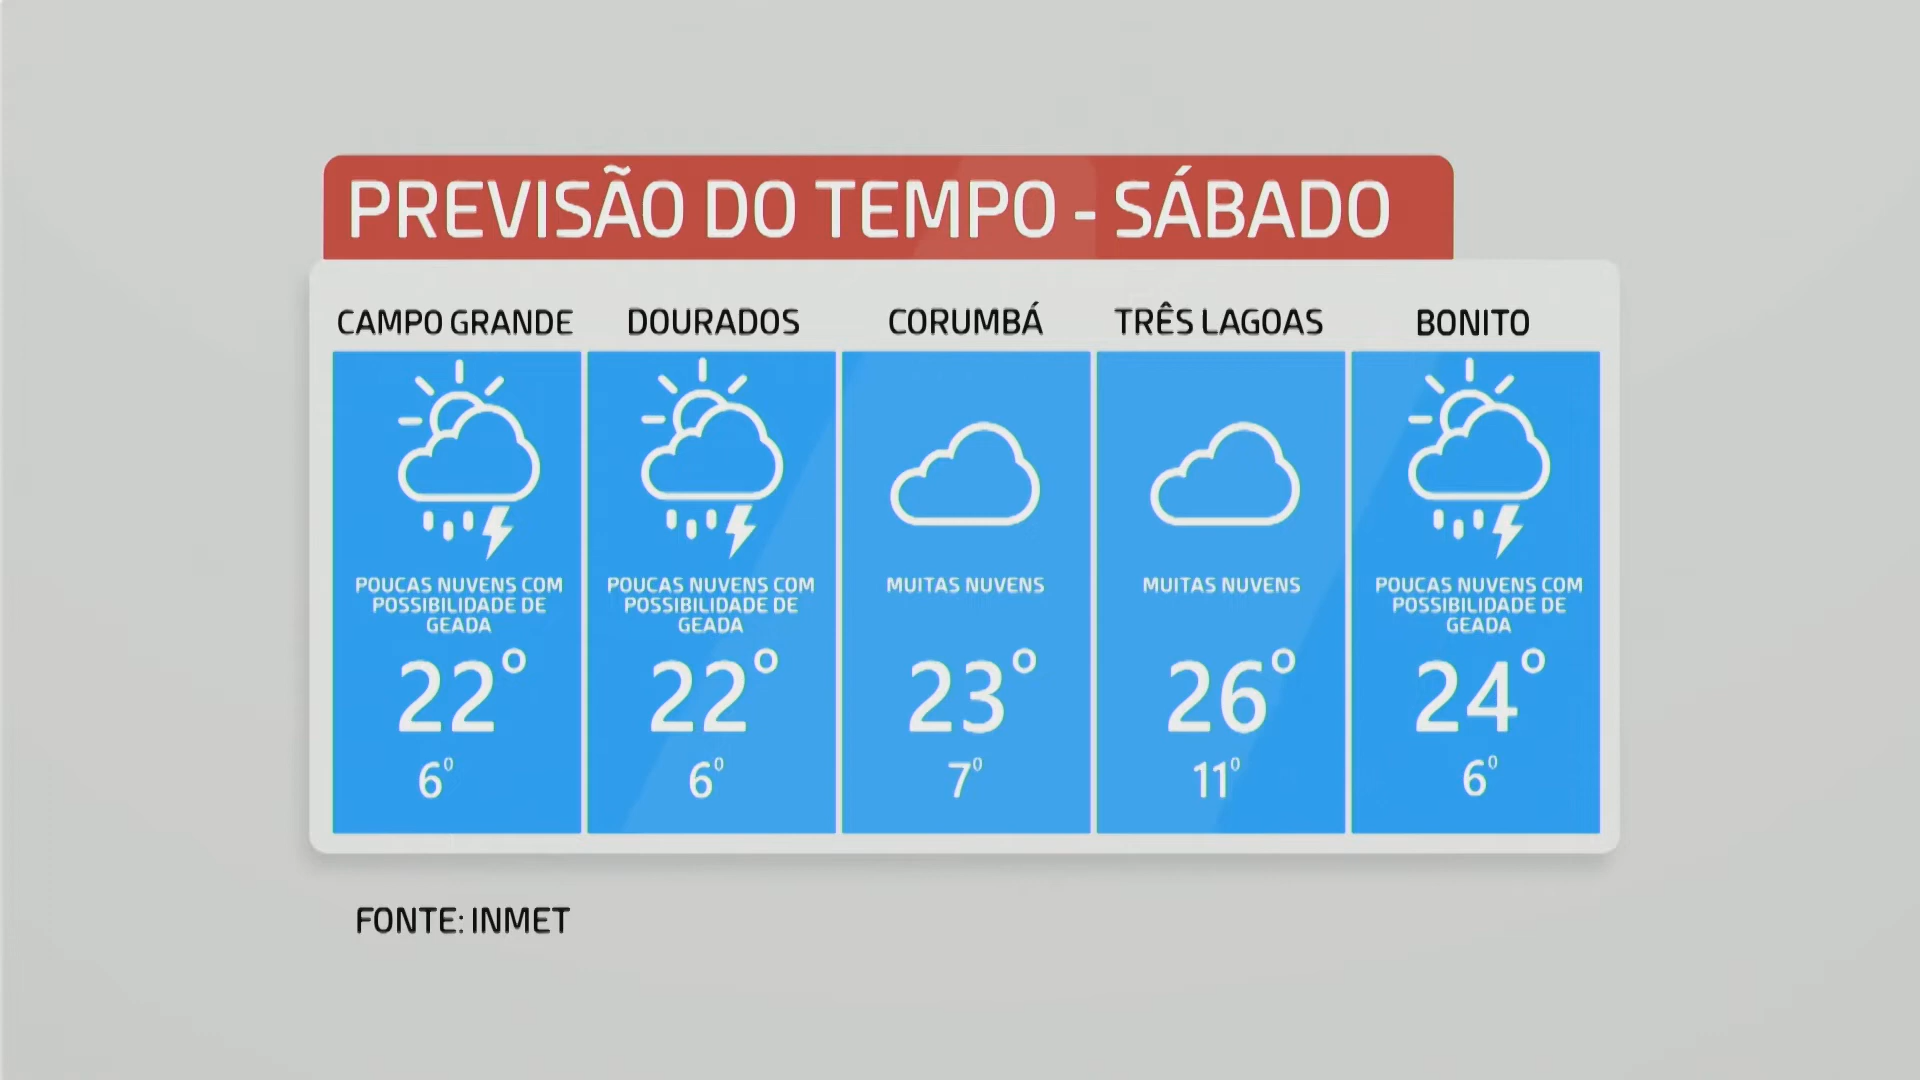 PREVISÃO DO TEMPO - SÁBADO
CAMPO GRANDE
POUCAS NUVENS COM
POSSIBILIDADE DE
GEADA
22°
6°
DOURADOS
POUCAS NUVENS COM
POSSIBILIDADE DE
GEADA
22°
6°
CORUMBÁ
MUITAS NUVENS
23°
7°
TRÊS LAGOAS
MUITAS NUVENS
26°
11°
BONITO
POUCAS NUVENS COM
POSSIBILIDADE DE
GEADA
24°
6°
FONTE: INMET